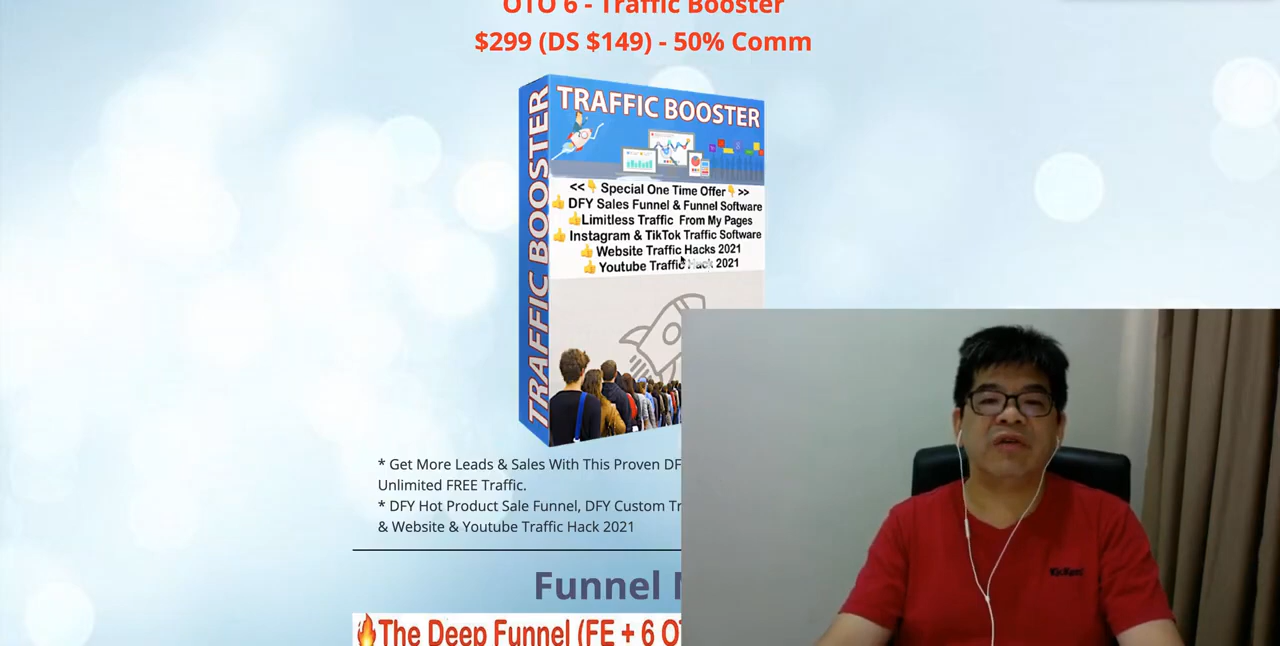 OTO 6 - Traffic Booster
$299 (DS $149) - 50% Comm
TRAFFIC BOOSTER
TRAFFIC BOOSTER
<<👇 Special One Time Offer👇 >>
👍 DFY Sales Funnel & Funnel Software
👍Limitless Traffic From My Pages
👍 Instagram & TikTok Traffic Software
👍 Website Traffic Hacks 2021
👍 Youtube Traffic Hack 2021
* Get More Leads & Sales With This Proven DF
Unlimited FREE Traffic.
* DFY Hot Product Sale Funnel, DFY Custom Tr
& Website & Youtube Traffic Hack 2021
Funnel
🔥The Deep Funnel (FE + 6 O